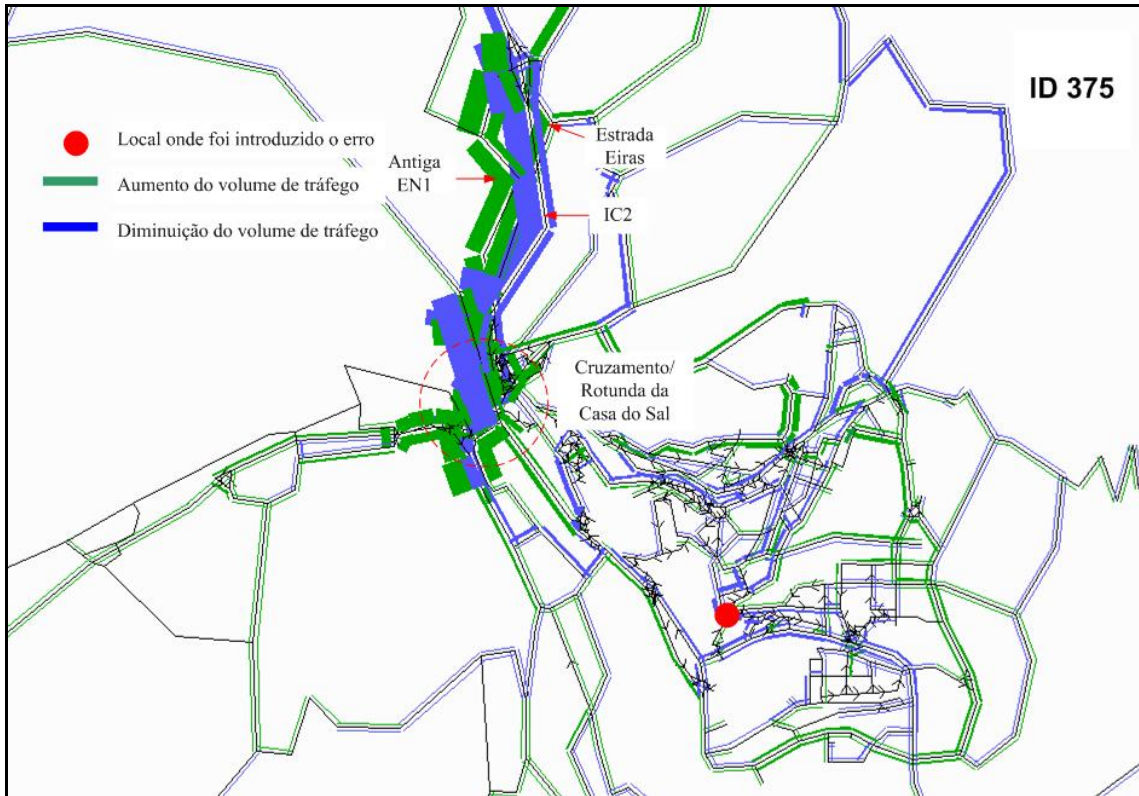 ID 375
Local onde foi introduzido o erro
Aumento do volume de tráfego
Diminuição do volume de tráfego
Estrada
Eiras
Antiga
EN1
IC2
Cruzamento/
Rotunda da
Casa do Sal